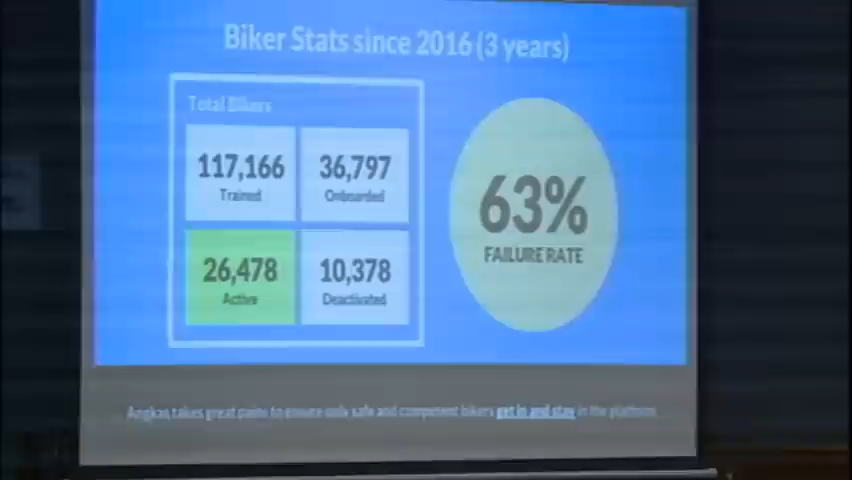 Biker Stats since 2016 (3 years)
Total Bikers
117,166
Trained
36,797
Onboarded
26,478
Active
10,378
Deactivated
63%
FAILURE RATE
Angkas takes great pains to ensure only safe and competent bikers get in and stay in the platform.